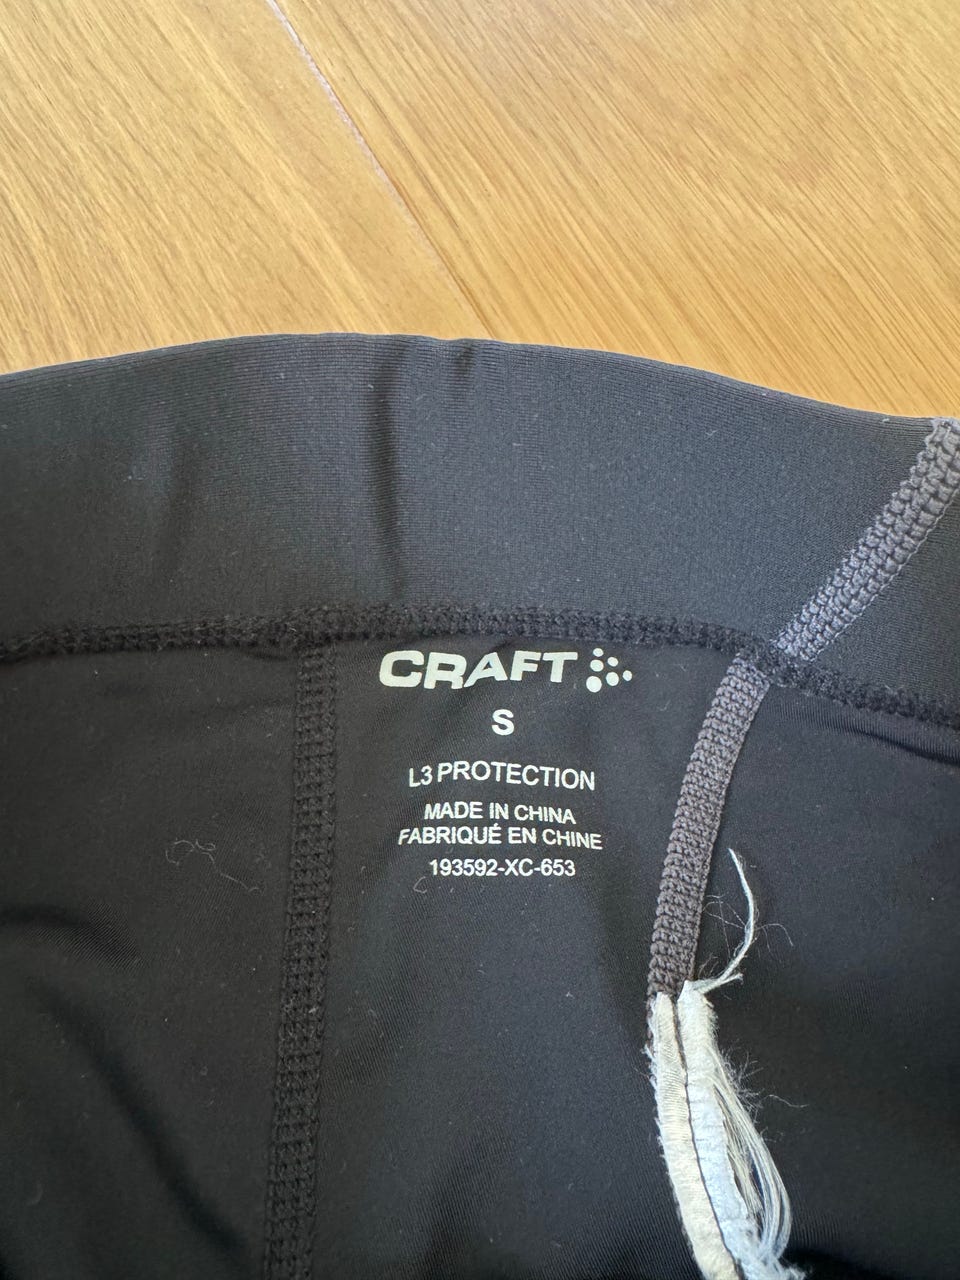 CRAFT
S
L3 PROTECTION
MADE IN CHINA
FABRIQUÉ EN CHINE
193592-XC-653